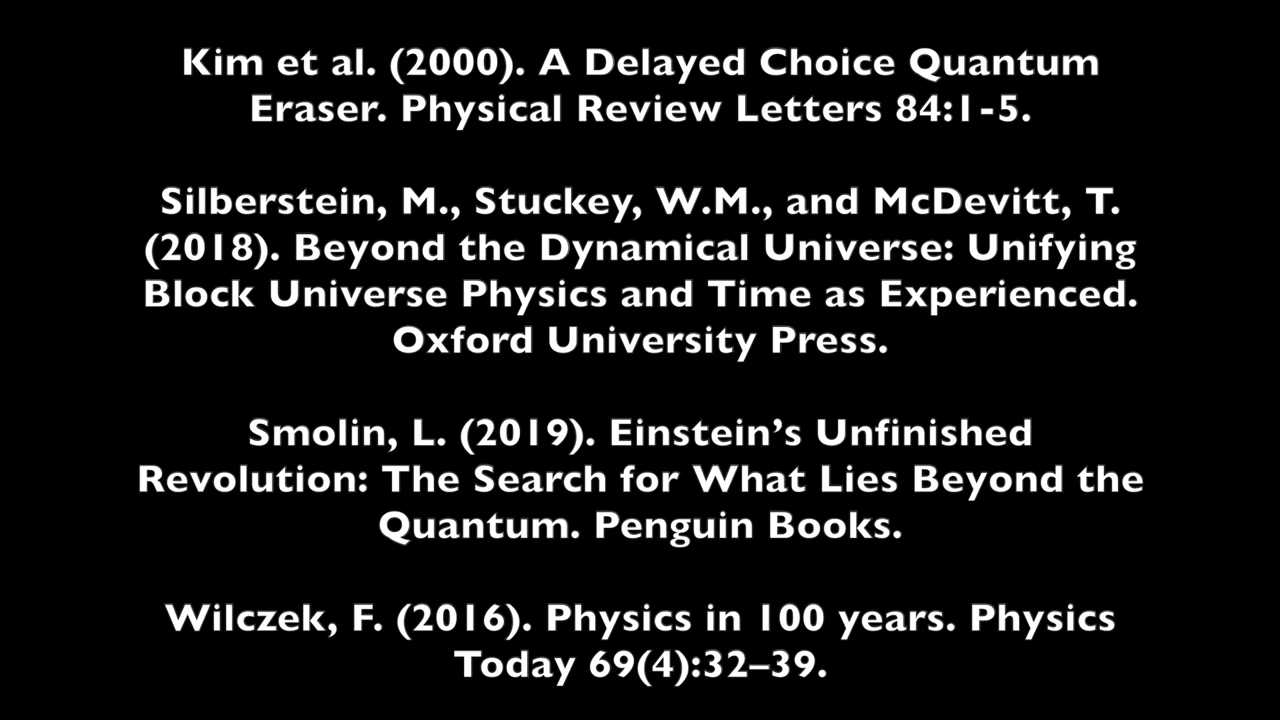 Kim et al. (2000). A Delayed Choice Quantum
Eraser. Physical Review Letters 84:1-5.
Silberstein, M., Stuckey, W.M., and McDevitt, T.
(2018). Beyond the Dynamical Universe: Unifying
Block Universe Physics and Time as Experienced.
Oxford University Press.
Smolin, L. (2019). Einstein’s Unfinished
Revolution: The Search for What Lies Beyond the
Quantum. Penguin Books.
Wilczek, F. (2016). Physics in 100 years. Physics
Today 69(4):32–39.